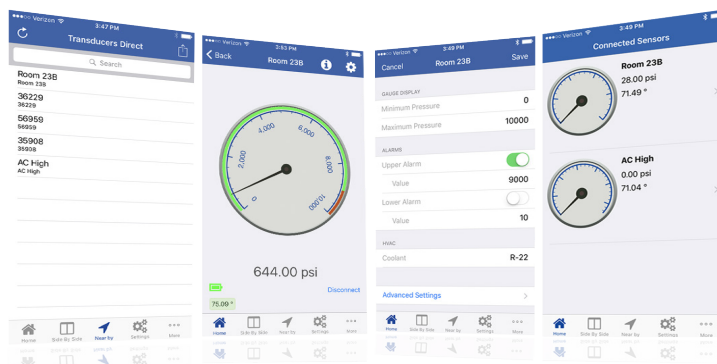 Verizon
3:47 PM
Transducers Direct
Search
Room 23B
Room 23B
36229
36229
56959
56959
35908
35908
AC High
AC High
Home
Side By Side
Near by
Settings
More
Verizon
3:53 PM
Back
Room 23B
0
2,000
4,000
6,000
8,000
10,000
644.00 psi
Disconnect
75.09 °
Home
Side By Side
Near by
Settings
More
Verizon
3:49 PM
Cancel
Room 23B
Save
GAUGE DISPLAY
Minimum Pressure 0
Maximum Pressure 10000
ALARMS
Upper Alarm
Value 9000
Lower Alarm
Value 10
HVAC
Coolant R-22
Advanced Settings
Home
Side By Side
Near by
Settings
More
Verizon
3:49 PM
Connected Sensors
Room 23B
28.00 psi
71.49 °
AC High
0.00 psi
71.04 °
Home
Side By Side
Near by
Settings
More